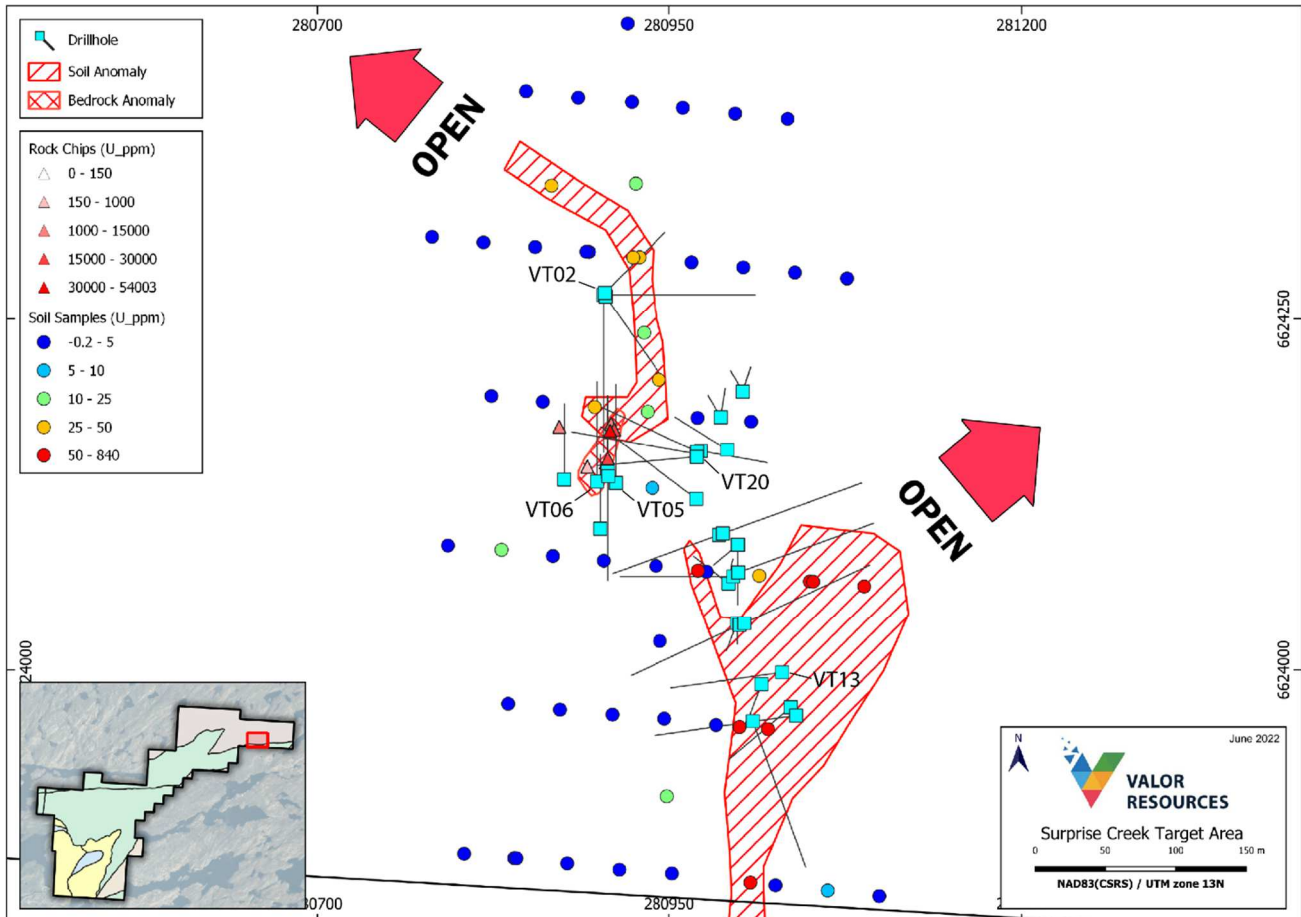 280700
280950
281200
Drillhole
Soil Anomaly
Bedrock Anomaly
Rock Chips (U_ppm)
0 - 150
150 - 1000
1000 - 15000
15000 - 30000
30000 - 54003
Soil Samples (U_ppm)
-0.2 - 5
5 - 10
10 - 25
25 - 50
50 - 840
OPEN
VT02
6624250
VT20
VT06
VT05
OPEN
24000
VT13
6624000
N
June 2022
VALOR
RESOURCES
Surprise Creek Target Area
0 50 100 150 m
NAD83(CSRS) / UTM zone 13N
30700
280950